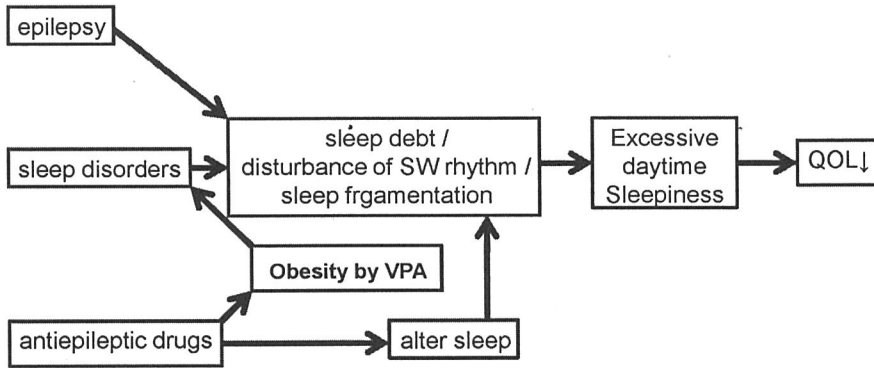 epilepsy
sleep debt /
disturbance of SW rhythm /
sleep frgamentation
Excessive
daytime
Sleepiness
QOL↓
sleep disorders
Obesity by VPA
antiepileptic drugs
alter sleep